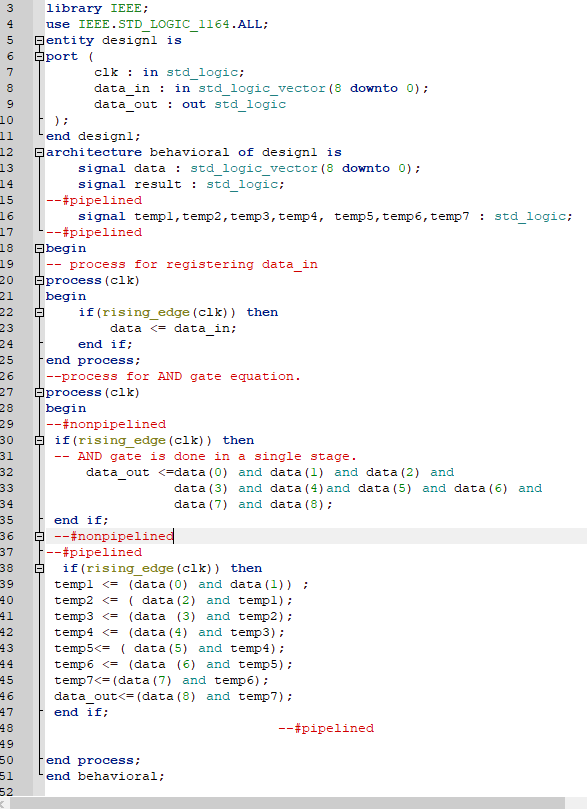 3 library IEEE;
4 use IEEE.STD_LOGIC_1164.ALL;
5 entity design1 is
6 port (
7 clk : in std_logic;
8 data_in : in std_logic_vector(8 downto 0);
9 data_out : out std_logic
10 );
11 end design1;
12 architecture behavioral of design1 is
13 signal data : std_logic_vector(8 downto 0);
14 signal result : std_logic;
15 --#pipelined
16 signal temp1,temp2,temp3,temp4, temp5,temp6,temp7 : std_logic;
17 --#pipelined
18 begin
19 -- process for registering data_in
20 process(clk)
21 begin
22 if(rising_edge(clk)) then
23 data <= data_in;
24 end if;
25 end process;
26 --process for AND gate equation.
27 process(clk)
28 begin
29 --#nonpipelined
30 if(rising_edge(clk)) then
31 -- AND gate is done in a single stage.
32 data_out <=data(0) and data(1) and data(2) and
33 data(3) and data(4)and data(5) and data(6) and
34 data(7) and data(8);
35 end if;
36 --#nonpipelined
37 --#pipelined
38 if(rising_edge(clk)) then
39 temp1 <= (data(0) and data(1)) ;
40 temp2 <= ( data(2) and temp1);
41 temp3 <= (data (3) and temp2);
42 temp4 <= (data(4) and temp3);
43 temp5<= ( data(5) and temp4);
44 temp6 <= (data (6) and temp5);
45 temp7<=(data(7) and temp6);
46 data_out<=(data(8) and temp7);
47 end if;
48 --#pipelined
49
50 end process;
51 end behavioral;
52